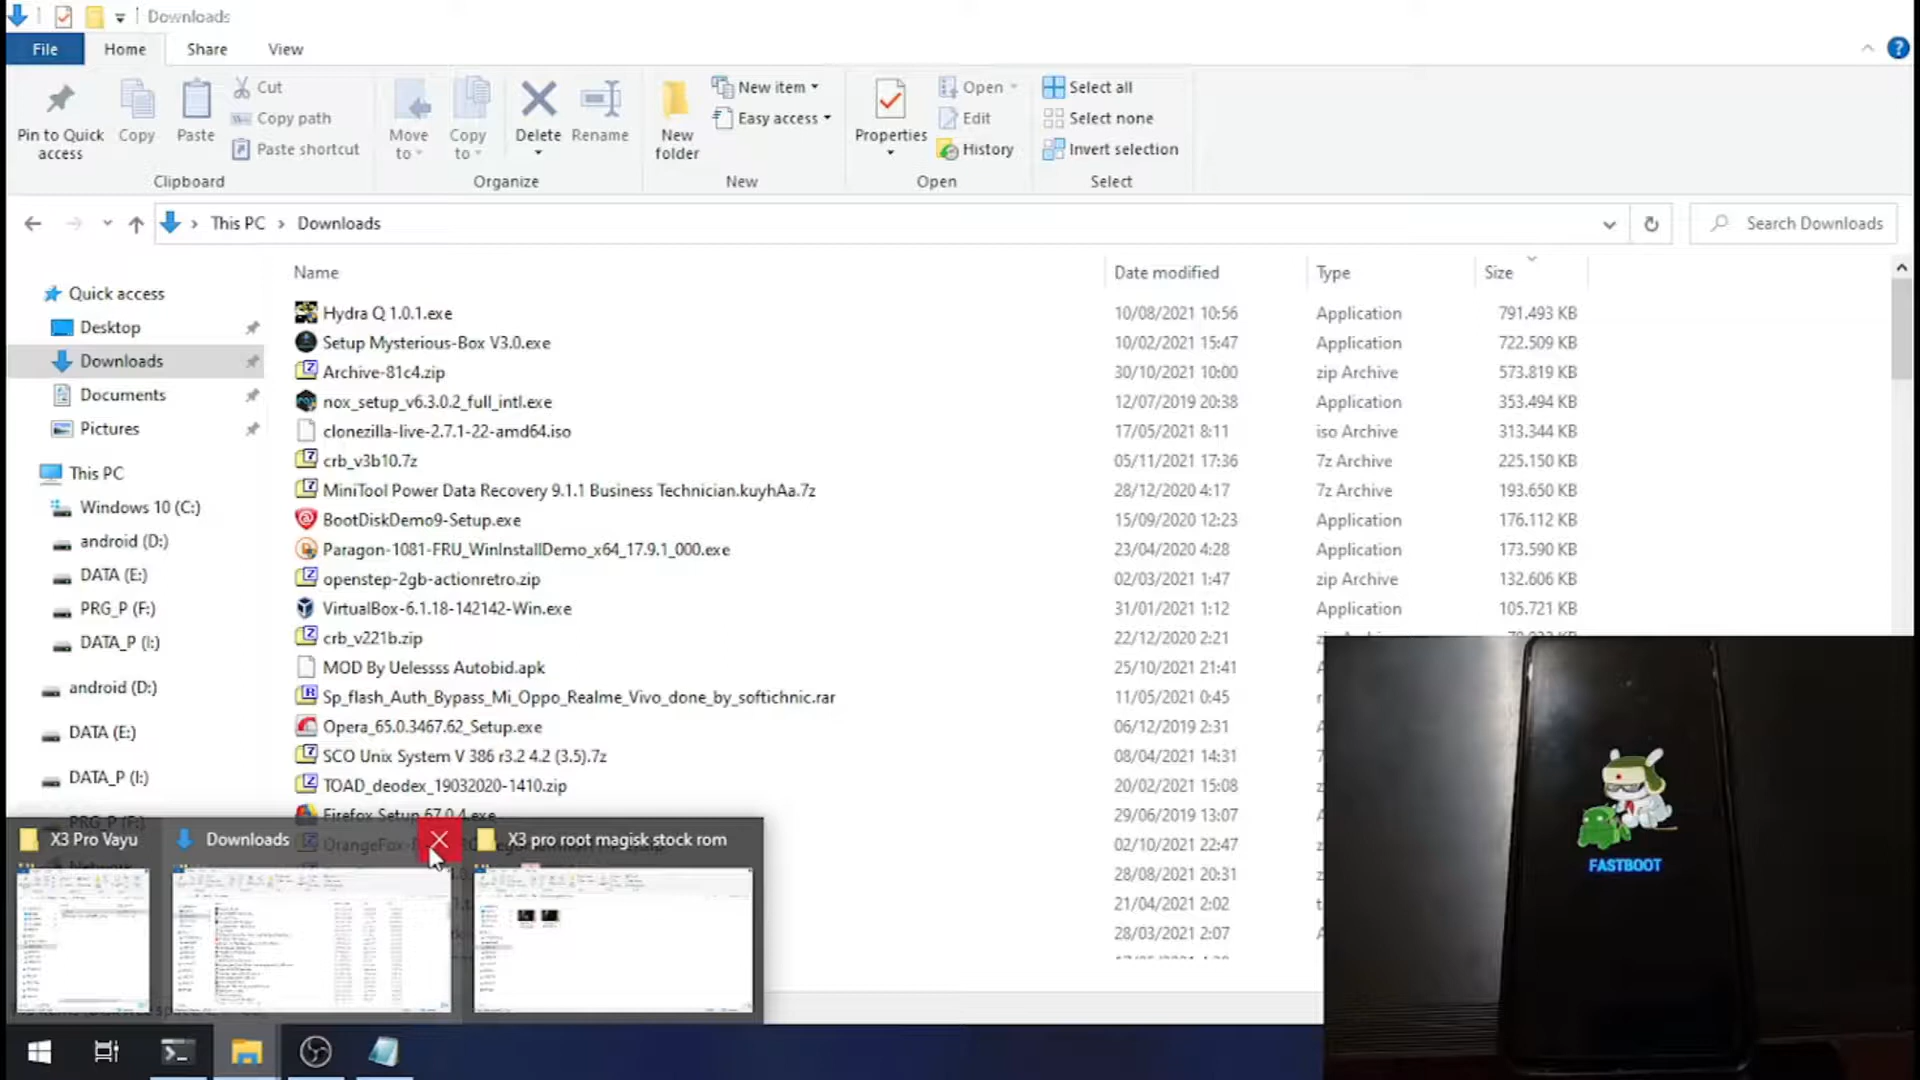 Downloads
File Home Share View
Pin to Quick access
Copy
Paste
Cut
Copy path
Paste shortcut
Clipboard
Move to
Copy to
Delete
Rename
Organize
New folder
New item
Easy access
New
Properties
Open
Edit
History
Open
Select all
Select none
Invert selection
Select
This PC > Downloads
Search Downloads
Name Date modified Type Size
Quick access
Desktop
Downloads
Documents
Pictures
This PC
Windows 10 (C:)
android (D:)
DATA (E:)
PRG_P (F:)
DATA_P (I:)
android (D:)
DATA (E:)
DATA_P (I:)
PRG_P (F:)
Hydra Q 1.0.1.exe 10/08/2021 10:56 Application 791.493 KB
Setup Mysterious-Box V3.0.exe 10/02/2021 15:47 Application 722.509 KB
Archive-81c4.zip 30/10/2021 10:00 zip Archive 573.819 KB
nox_setup_v6.3.0.2_full_intl.exe 12/07/2019 20:38 Application 353.494 KB
clonezilla-live-2.7.1-22-amd64.iso 17/05/2021 8:11 iso Archive 313.344 KB
crb_v3b10.7z 05/11/2021 17:36 7z Archive 225.150 KB
MiniTool Power Data Recovery 9.1.1 Business Technician.kuyhAa.7z 28/12/2020 4:17 7z Archive 193.650 KB
BootDiskDemo9-Setup.exe 15/09/2020 12:23 Application 176.112 KB
Paragon-1081-FRU_WinInstallDemo_x64_17.9.1_000.exe 23/04/2020 4:28 Application 173.590 KB
openstep-2gb-actionretro.zip 02/03/2021 1:47 zip Archive 132.606 KB
VirtualBox-6.1.18-142142-Win.exe 31/01/2021 1:12 Application 105.721 KB
crb_v221b.zip 22/12/2020 2:21
MOD By Uelessss Autobid.apk 25/10/2021 21:41
Sp_flash_Auth_Bypass_Mi_Oppo_Realme_Vivo_done_by_softichnic.rar 11/05/2021 0:45
Opera_65.0.3467.62_Setup.exe 06/12/2019 2:31
SCO Unix System V 386 r3.2 4.2 (3.5).7z 08/04/2021 14:31
TOAD_deodex_19032020-1410.zip 20/02/2021 15:08
Firefox Setup 67.0.4.exe 29/06/2019 13:07
02/10/2021 22:47
28/08/2021 20:31
21/04/2021 2:02
28/03/2021 2:07
X3 Pro Vayu
Downloads
X3 pro root magisk stock rom
FASTBOOT